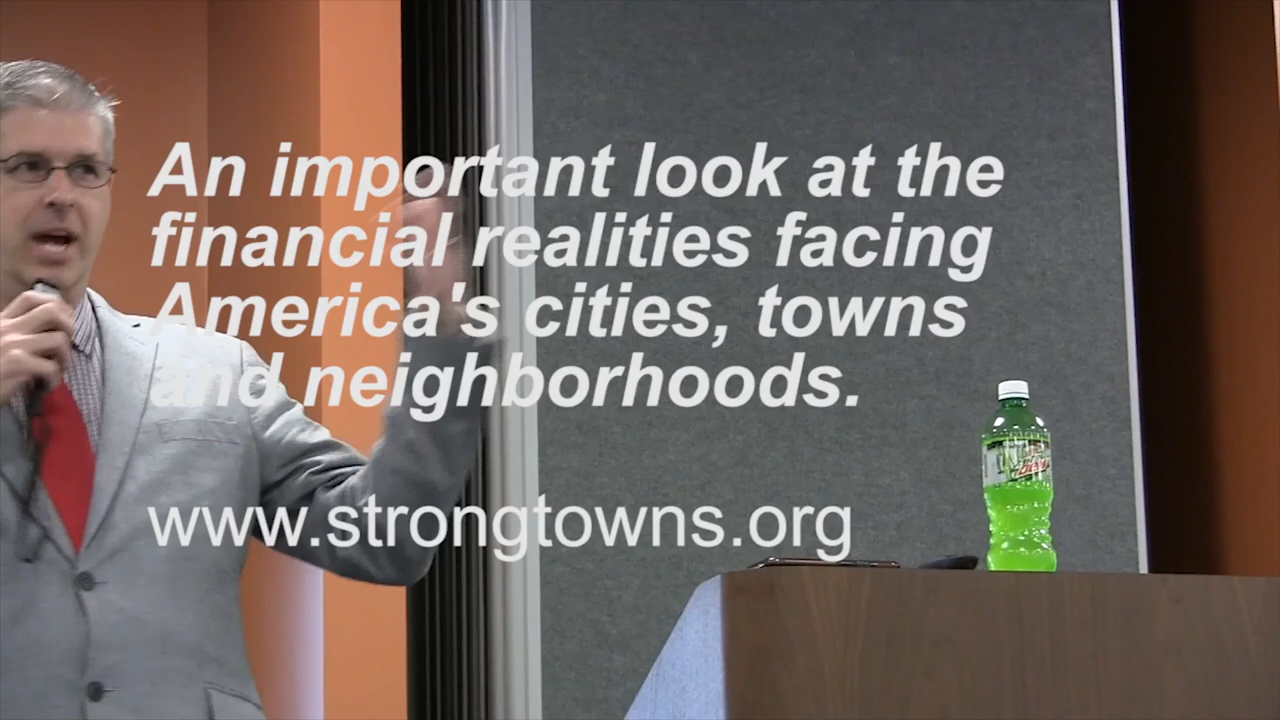 An important look at the
financial realities facing
America's cities, towns
and neighborhoods.
www.strongtowns.org